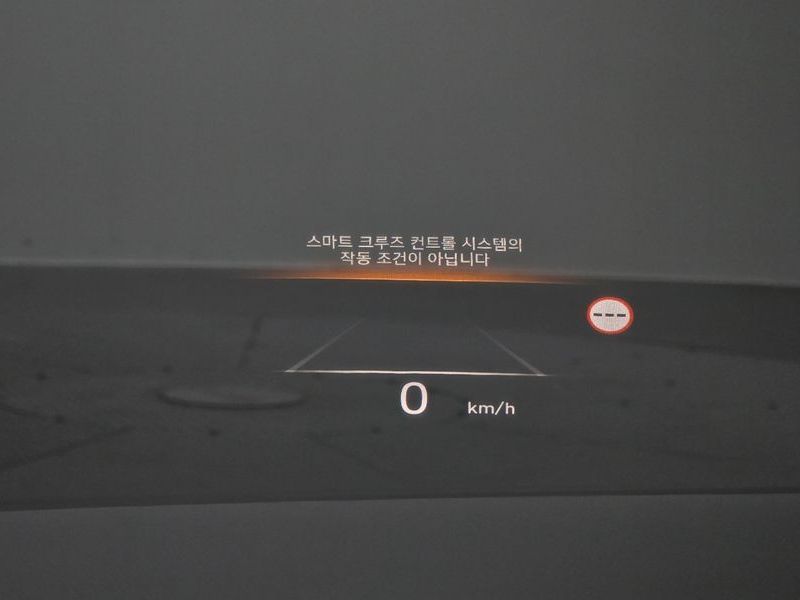 스마트 크루즈 컨트롤 시스템의
작동 조건이 아닙니다
---
0 km/h